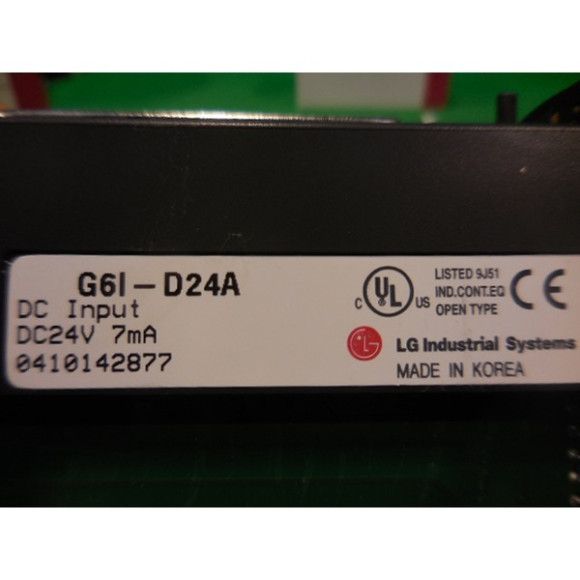 G6I-D24A
DC Input
DC24V 7mA
0410142877
C UL US
LISTED 9J51
IND.CONT.EQ
OPEN TYPE
CE
LG Industrial Systems
MADE IN KOREA